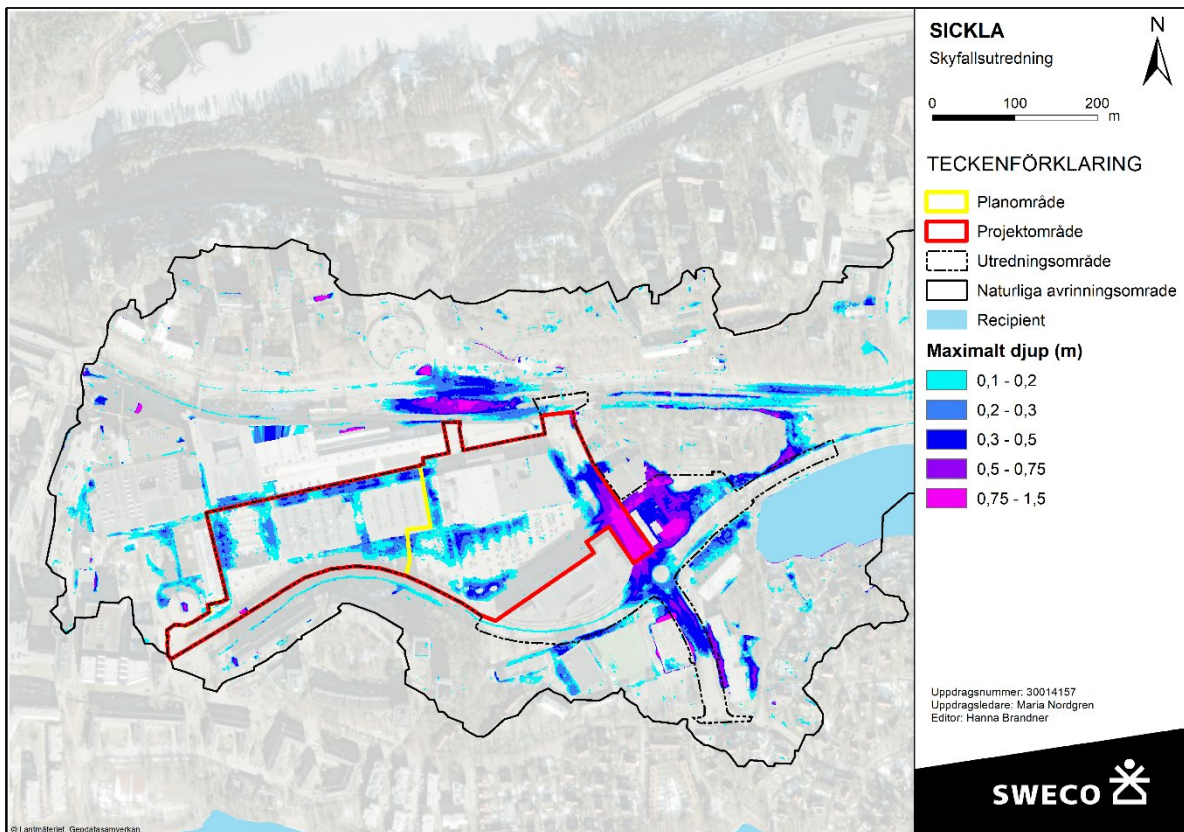 SICKLA
Skyfallsutredning
N
0 100 200
m
TECKENFÖRKLARING
Planområde
Projektområde
Utredningsområde
Naturliga avrinningsområde
Recipient
Maximalt djup (m)
0,1 - 0,2
0,2 - 0,3
0,3 - 0,5
0,5 - 0,75
0,75 - 1,5
Uppdragsnummer: 30014157
Uppdragsledare: Maria Nordgren
Editor: Hanna Brandner
SWECO
© Lantmäteriet, Geodatasamverkan